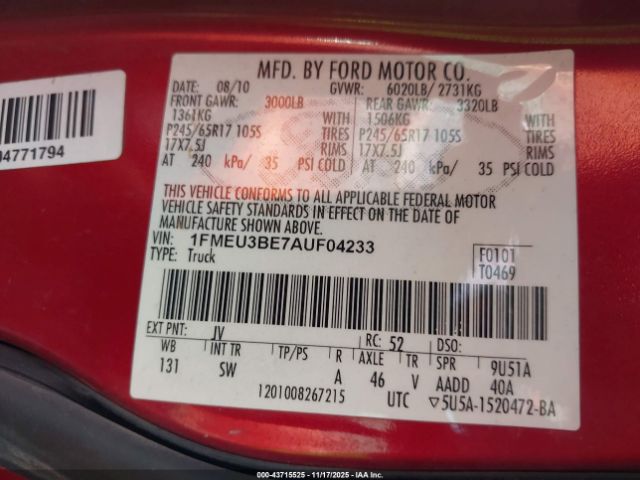 MFD. BY FORD MOTOR CO.
DATE: 08/10 GVWR: 6020LB/ 2731KG
FRONT GAWR: 3000LB REAR GAWR: 3320LB
1361KG WITH 1506KG WITH
P245/65R17 105S TIRES P245/65R17 105S TIRES
17X7.5J RIMS 17X7.5J RIMS
AT 240 kPa/ 35 PSI COLD AT 240 kPa/ 35 PSI COLD
THIS VEHICLE CONFORMS TO ALL APPLICABLE FEDERAL MOTOR
VEHICLE SAFETY STANDARDS IN EFFECT ON THE DATE OF
MANUFACTURE SHOWN ABOVE.
VIN: 1FMEU3BE7AUF04233
TYPE: Truck
F0101
T0469
EXT PNT: JV RC: 52 DSO:
WB INT TR TP/PS R AXLE TR SPR 9U51A
131 SW A 46 V AADD 40A
1201008267215 UTC ▽5U5A-1520472-BA
04771794
000-43715525 - 11/17/2025 - IAA Inc.